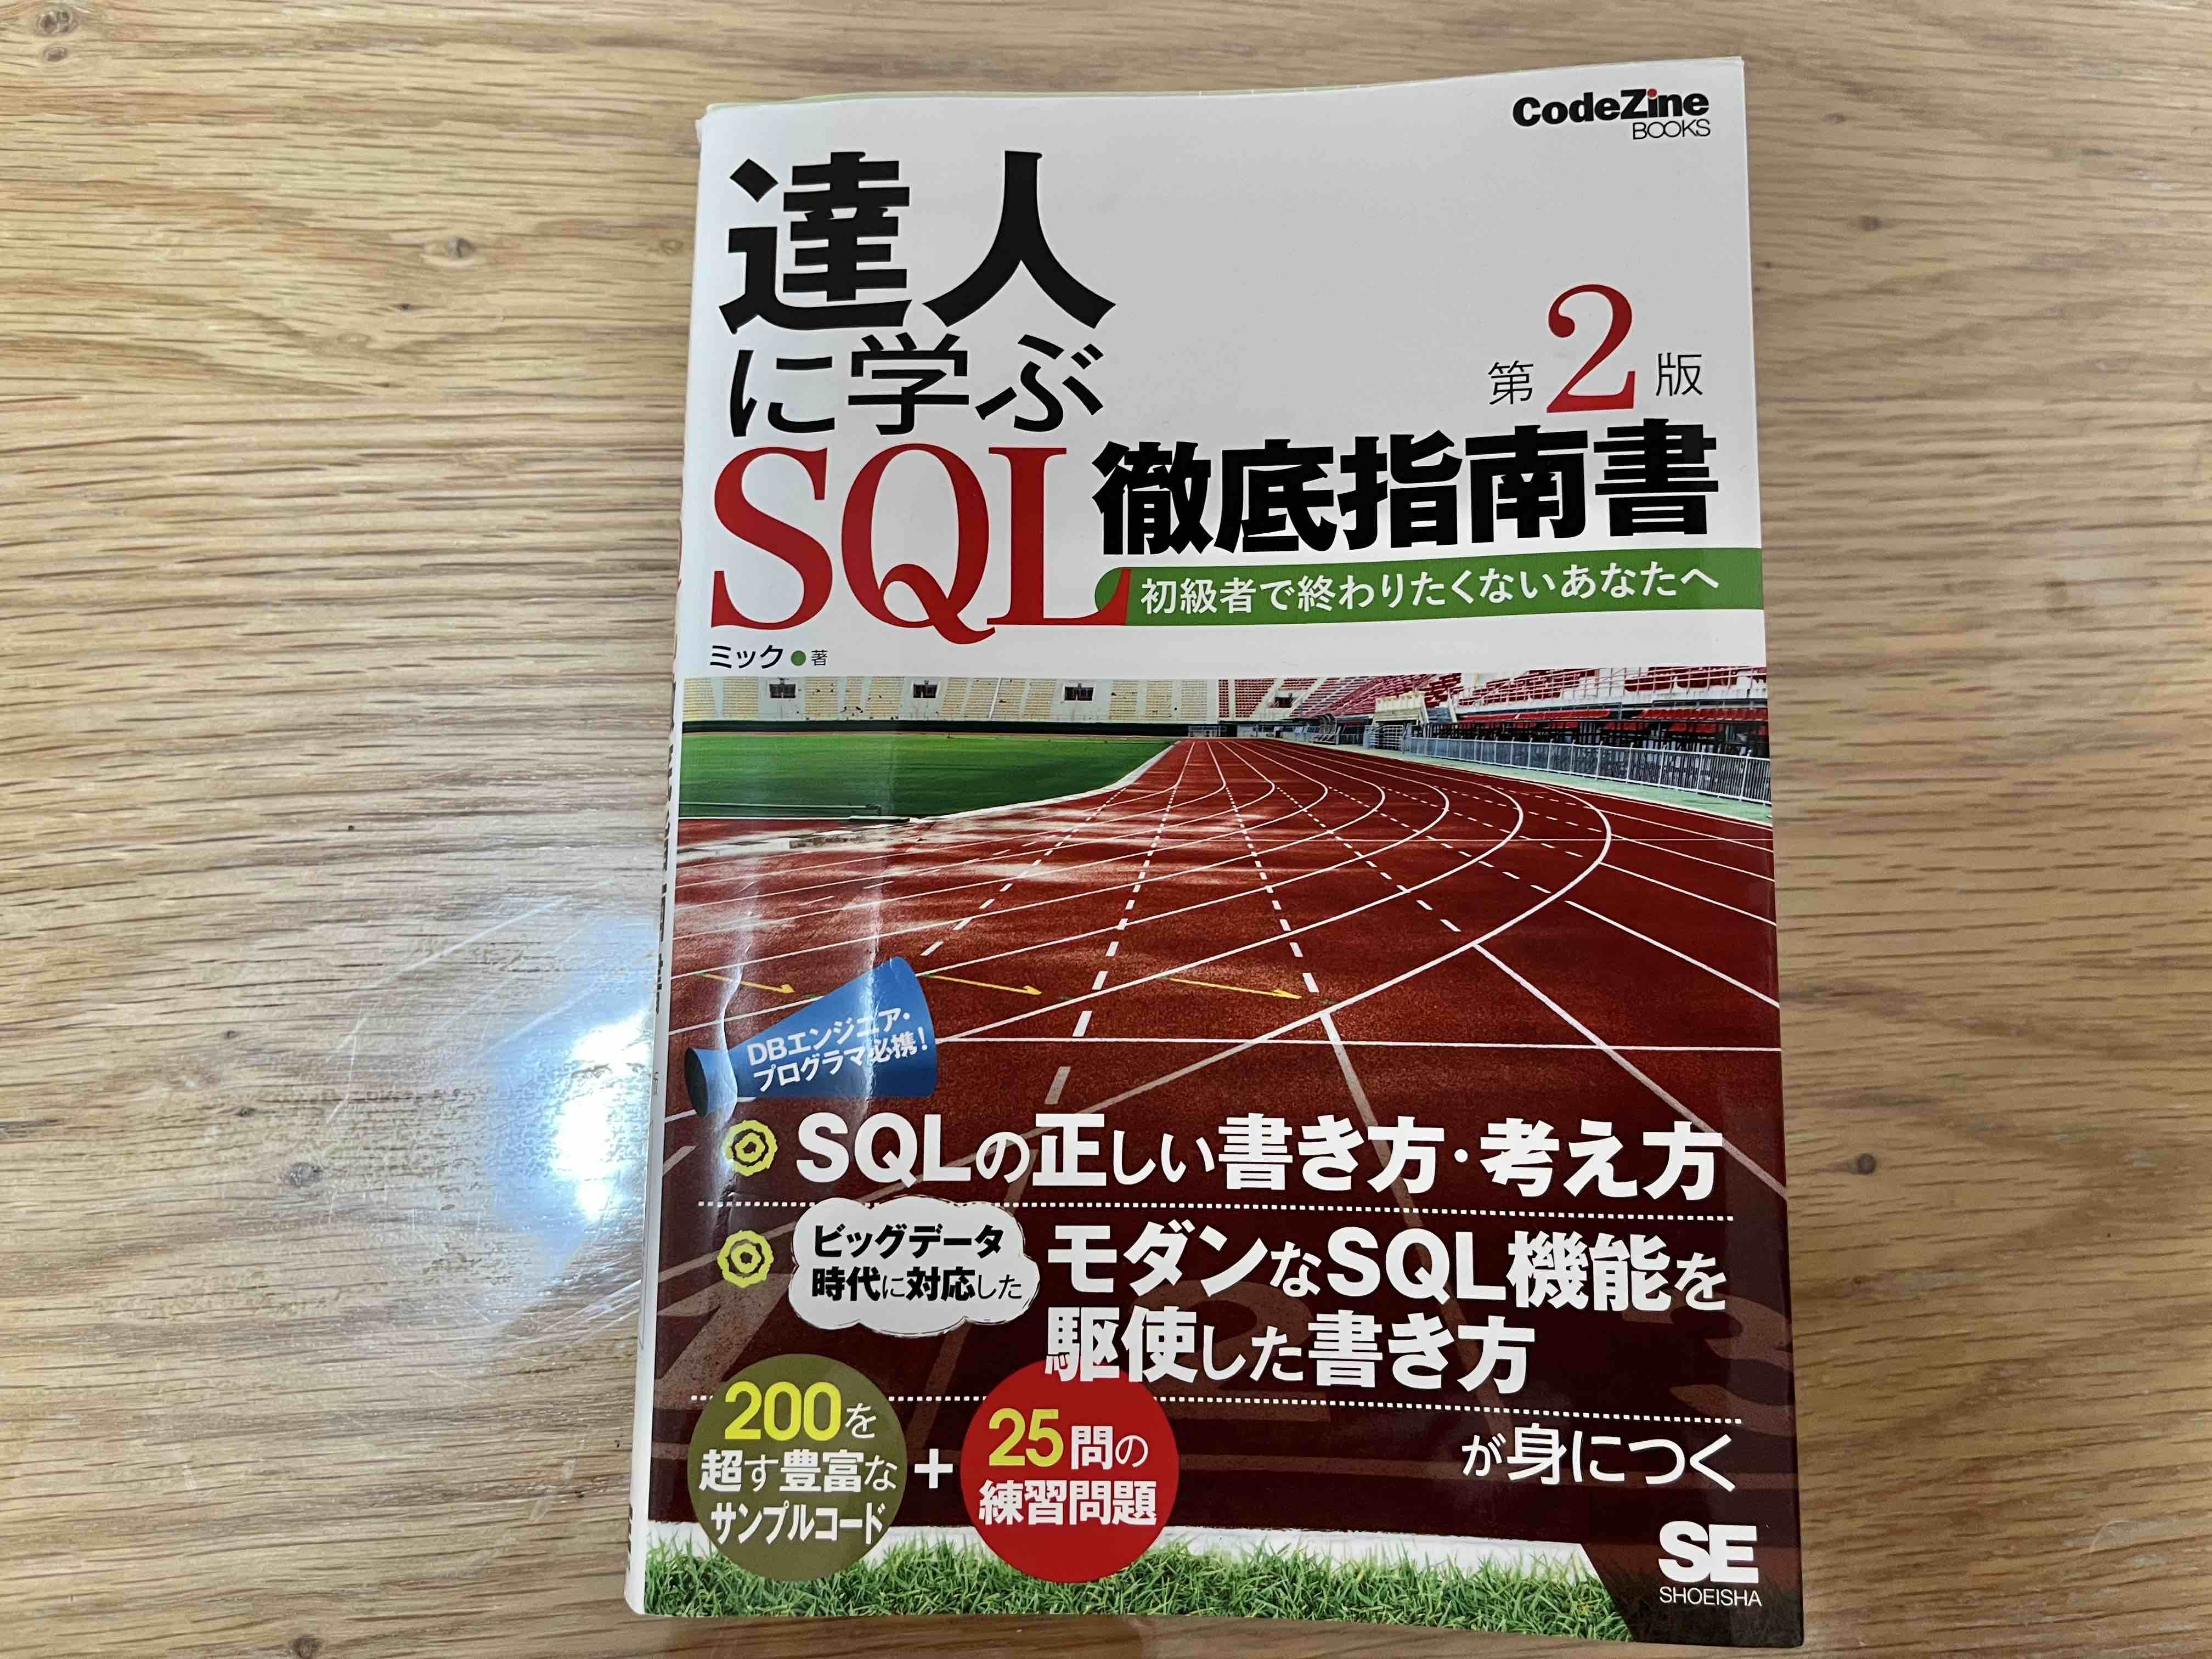 CodeZine
BOOKS
達人
に学ぶ
第2版
SQL徹底指南書
初級者で終わりたくないあなたへ
ミック●著
DBエンジニア・
プログラマ必携!
SQLの正しい書き方・考え方
ビッグデータ
時代に対応した
モダンなSQL機能を
駆使した書き方
が身につく
200を
超す豊富な
サンプルコード
+
25問の
練習問題
SE
SHOEISHA